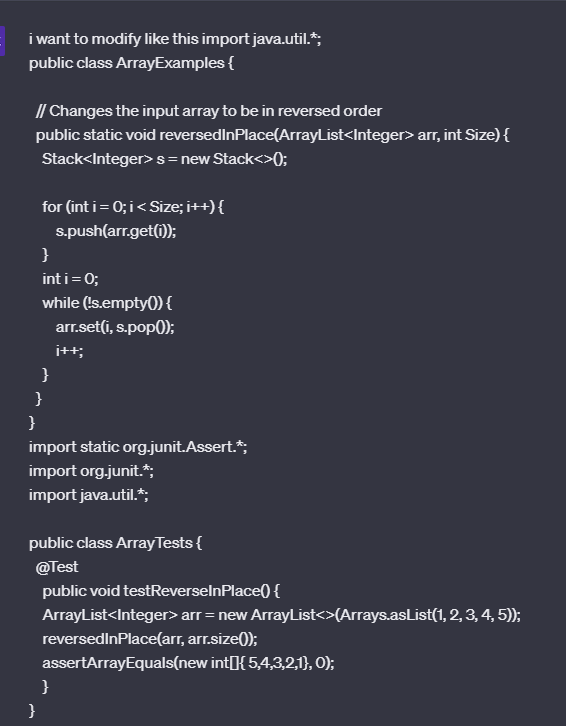 i want to modify like this import java.util.*;
public class ArrayExamples {
// Changes the input array to be in reversed order
public static void reversedInPlace(ArrayList<Integer> arr, int Size) {
Stack<Integer> s = new Stack<>();
for (int i = 0; i < Size; i++) {
s.push(arr.get(i));
}
int i = 0;
while (!s.empty()) {
arr.set(i, s.pop());
i++;
}
}
}
import static org.junit.Assert.*;
import org.junit.*;
import java.util.*;
public class ArrayTests {
@Test
public void testReverseInPlace() {
ArrayList<Integer> arr = new ArrayList<>(Arrays.asList(1, 2, 3, 4, 5));
reversedInPlace(arr, arr.size());
assertArrayEquals(new int[]{ 5,4,3,2,1}, 0);
}
}